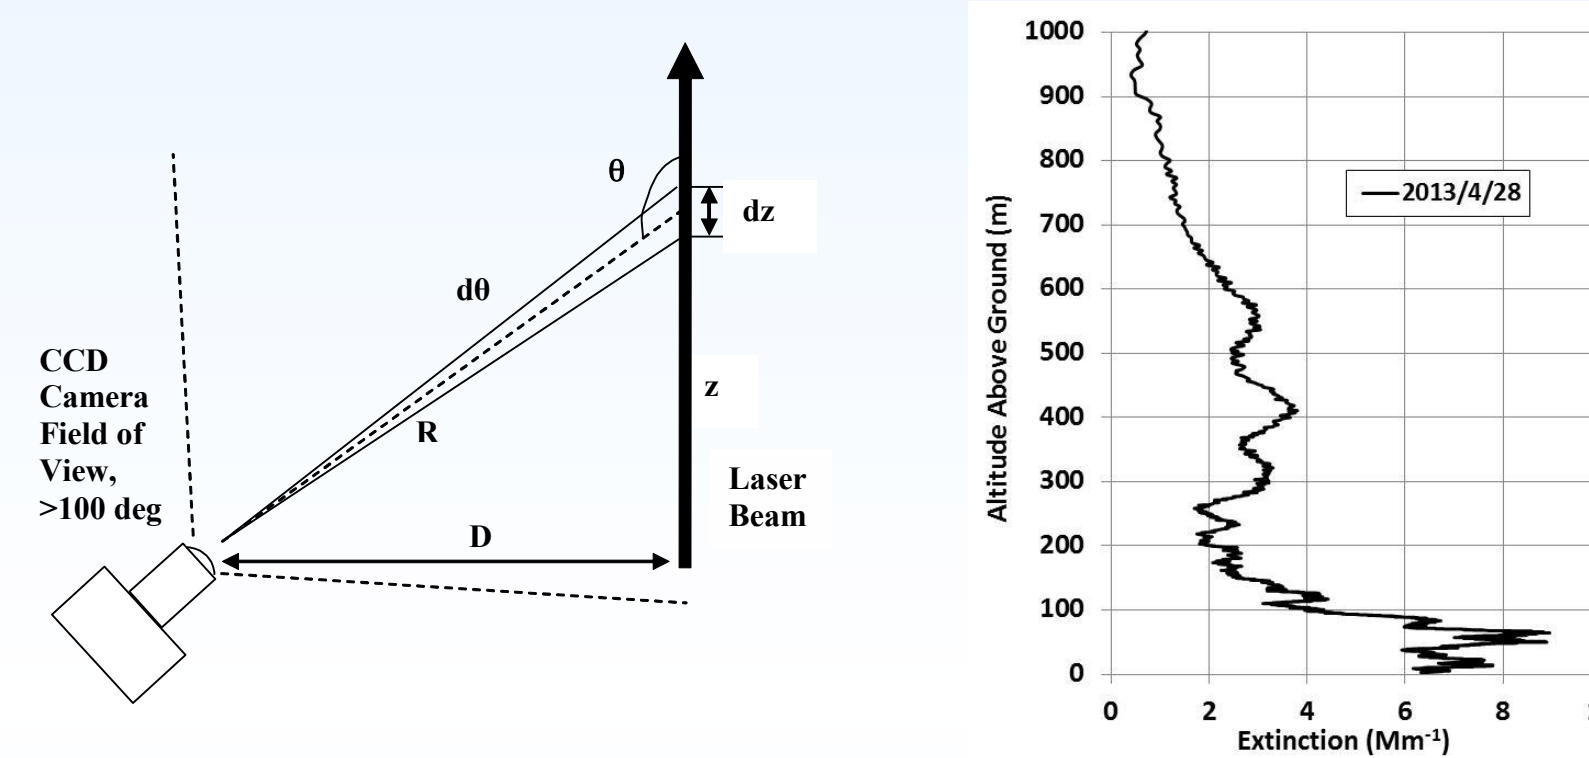 θ
dz
dθ
CCD
Camera
Field of
View,
>100 deg
z
R
Laser
Beam
D
1000
900
800
700
600
500
400
300
200
100
0
Altitude Above Ground (m)
2013/4/28
0 2 4 6 8
Extinction (Mm⁻¹)